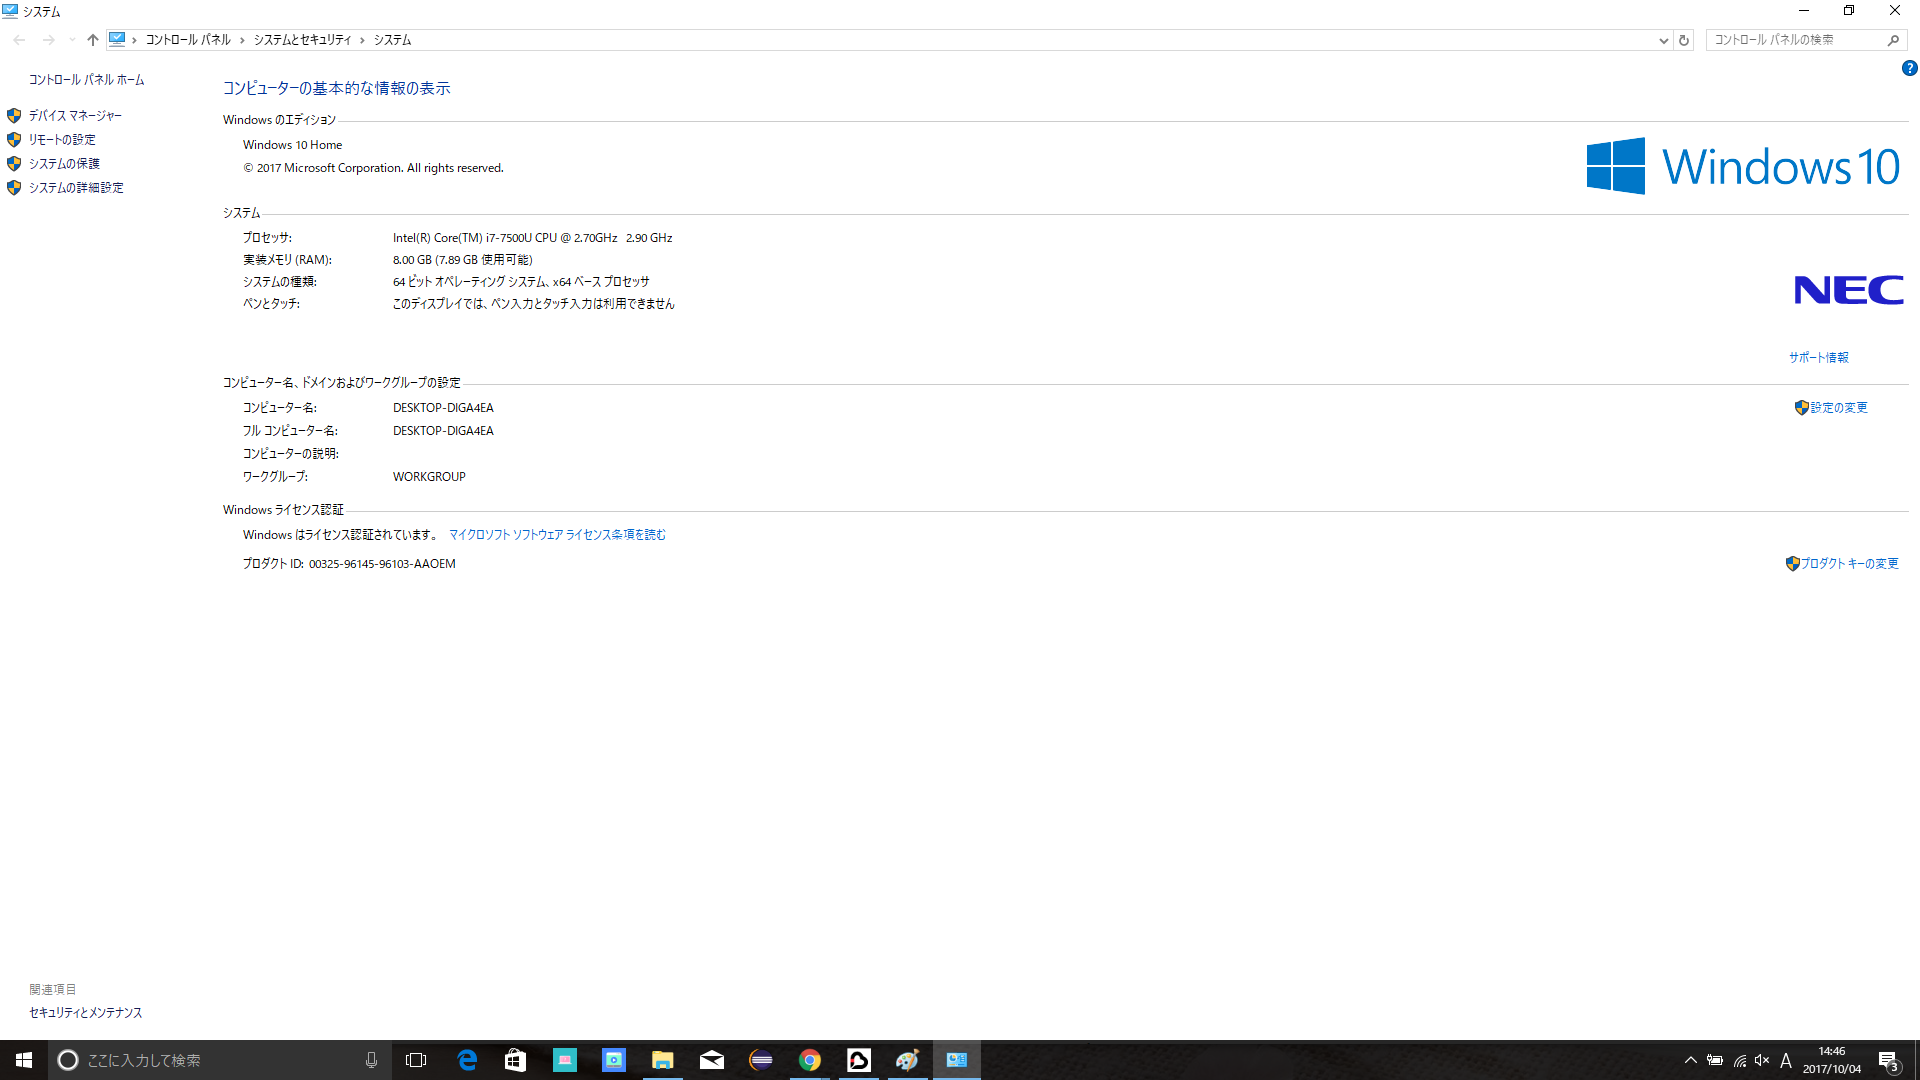 システム
コントロール パネル › システムとセキュリティ › システム
コントロール パネルの検索
コントロール パネル ホーム
デバイス マネージャー
リモートの設定
システムの保護
システムの詳細設定
コンピューターの基本的な情報の表示
Windows のエディション
Windows 10 Home
© 2017 Microsoft Corporation. All rights reserved.
Windows 10
システム
プロセッサ: Intel(R) Core(TM) i7-7500U CPU @ 2.70GHz 2.90 GHz
実装メモリ (RAM): 8.00 GB (7.89 GB 使用可能)
システムの種類: 64 ビット オペレーティング システム、x64 ベース プロセッサ
ペンとタッチ: このディスプレイでは、ペン入力とタッチ入力は利用できません
NEC
サポート情報
コンピューター名、ドメインおよびワークグループの設定
コンピューター名: DESKTOP-DIGA4EA
設定の変更
フル コンピューター名: DESKTOP-DIGA4EA
コンピューターの説明:
ワークグループ: WORKGROUP
Windows ライセンス認証
Windows はライセンス認証されています。 マイクロソフト ソフトウェア ライセンス条項を読む
プロダクト ID: 00325-96145-96103-AAOEM
プロダクト キーの変更
関連項目
セキュリティとメンテナンス
ここに入力して検索
A
14:46
2017/10/04
3